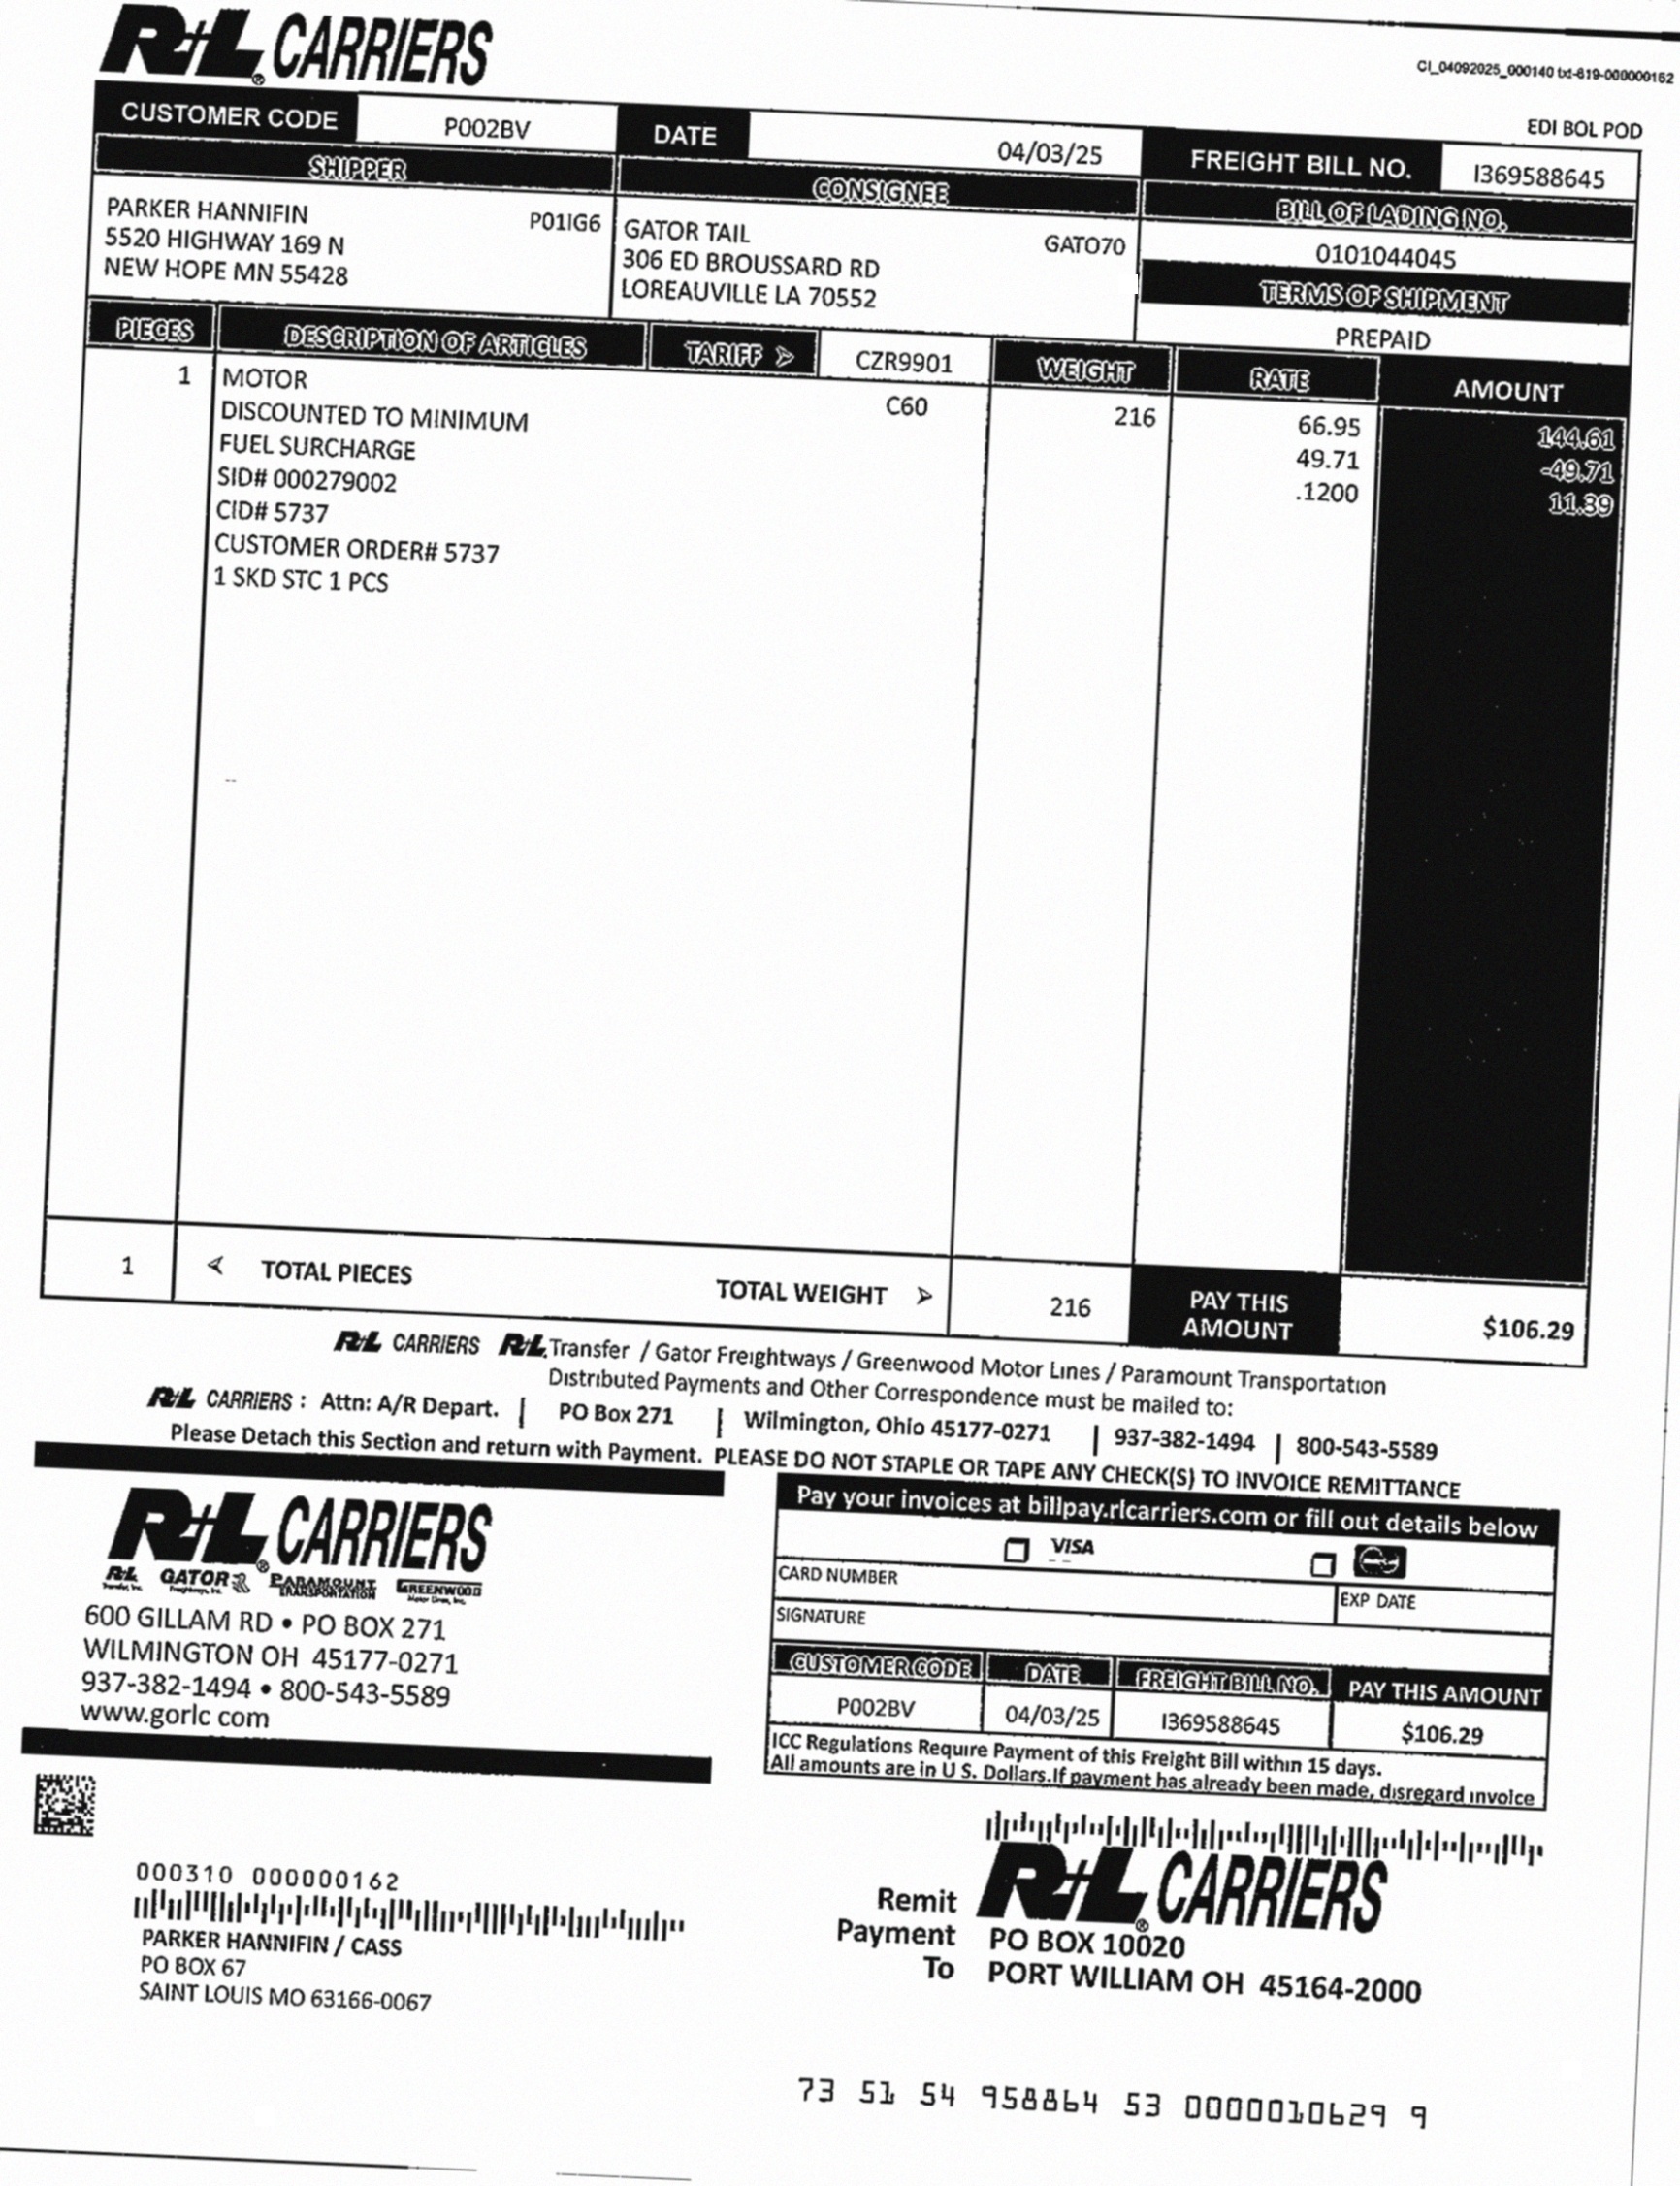 R+L CARRIERS
CI_04092025_000140 txt-619-000000162
EDI BOL POD
CUSTOMER CODE P002BV DATE 04/03/25 FREIGHT BILL NO. I369588645
SHIPPER CONSIGNEE BILL OF LADING NO.
PARKER HANNIFIN P01IG6 GATOR TAIL GATO70 0101044045
5520 HIGHWAY 169 N 306 ED BROUSSARD RD TERMS OF SHIPMENT
NEW HOPE MN 55428 LOREAUVILLE LA 70552 PREPAID
PIECES DESCRIPTION OF ARTICLES TARIFF > CZR9901 WEIGHT RATE AMOUNT
1 MOTOR C60 216 66.95 144.61
DISCOUNTED TO MINIMUM 49.71 -49.71
FUEL SURCHARGE .1200 11.39
SID# 000279002
CID# 5737
CUSTOMER ORDER# 5737
1 SKD STC 1 PCS
1 < TOTAL PIECES TOTAL WEIGHT > 216 PAY THIS AMOUNT $106.29
R+L CARRIERS R+L Transfer / Gator Freightways / Greenwood Motor Lines / Paramount Transportation
Distributed Payments and Other Correspondence must be mailed to:
R+L CARRIERS : Attn: A/R Depart. | PO Box 271 | Wilmington, Ohio 45177-0271 | 937-382-1494 | 800-543-5589
Please Detach this Section and return with Payment. PLEASE DO NOT STAPLE OR TAPE ANY CHECK(S) TO INVOICE REMITTANCE
R+L CARRIERS
R+L Transfer, Inc. GATOR Freightways, Inc. PARAMOUNT TRANSPORTATION GREENWOOD Motor Lines, Inc.
600 GILLAM RD • PO BOX 271
WILMINGTON OH 45177-0271
937-382-1494 • 800-543-5589
www.gorlc com
Pay your invoices at billpay.rlcarriers.com or fill out details below
VISA
CARD NUMBER EXP DATE
SIGNATURE
CUSTOMER CODE DATE FREIGHT BILL NO. PAY THIS AMOUNT
P002BV 04/03/25 I369588645 $106.29
ICC Regulations Require Payment of this Freight Bill within 15 days.
All amounts are in U S. Dollars.If payment has already been made, disregard invoice
000310 000000162
PARKER HANNIFIN / CASS
PO BOX 67
SAINT LOUIS MO 63166-0067
Remit Payment To
R+L CARRIERS
PO BOX 10020
PORT WILLIAM OH 45164-2000
73 51 54 958864 53 0000010629 9